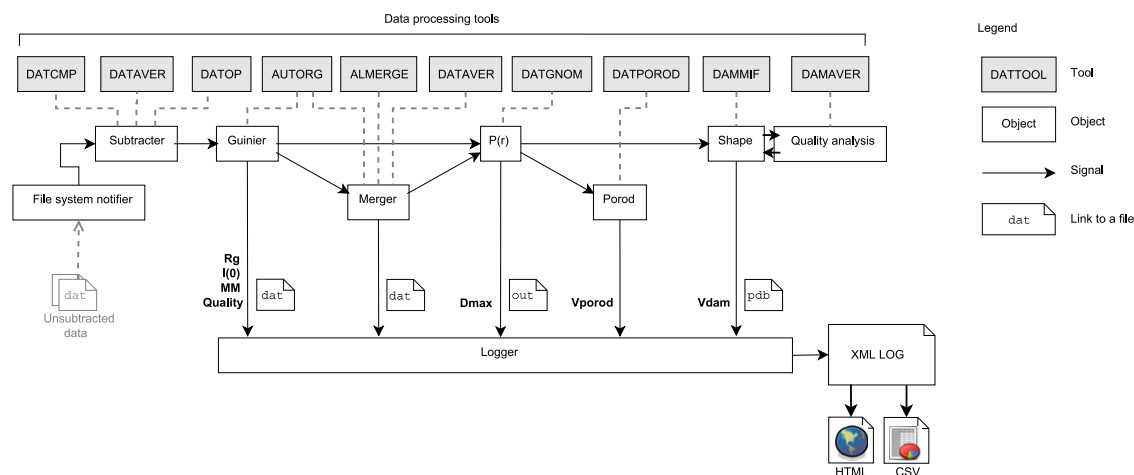 Data processing tools
Legend
DATCMP DATAVER DATOP AUTORG ALMERGE DATAVER DATGNOM DATPOROD DAMMIF DAMAVER
DATTOOL Tool
Subtracter Guinier P(r) Shape Quality analysis
Object Object
Signal
File system notifier Merger Porod
dat Link to a file
Rg
I(0)
MM
Quality
dat
dat
Dmax
out
Vporod
Vdam
pdb
dat
Unsubtracted
data
Logger
XML LOG
HTML CSV